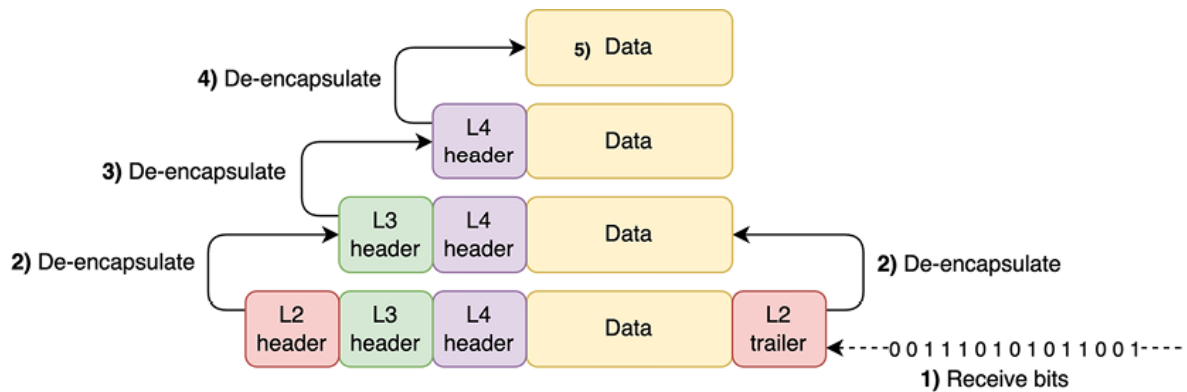 5) Data
4) De-encapsulate
L4
header
Data
3) De-encapsulate
L3
header
L4
header
Data
2) De-encapsulate
2) De-encapsulate
L2
header
L3
header
L4
header
Data
L2
trailer
0 0 1 1 1 0 1 0 1 0 1 1 0 0 1
1) Receive bits